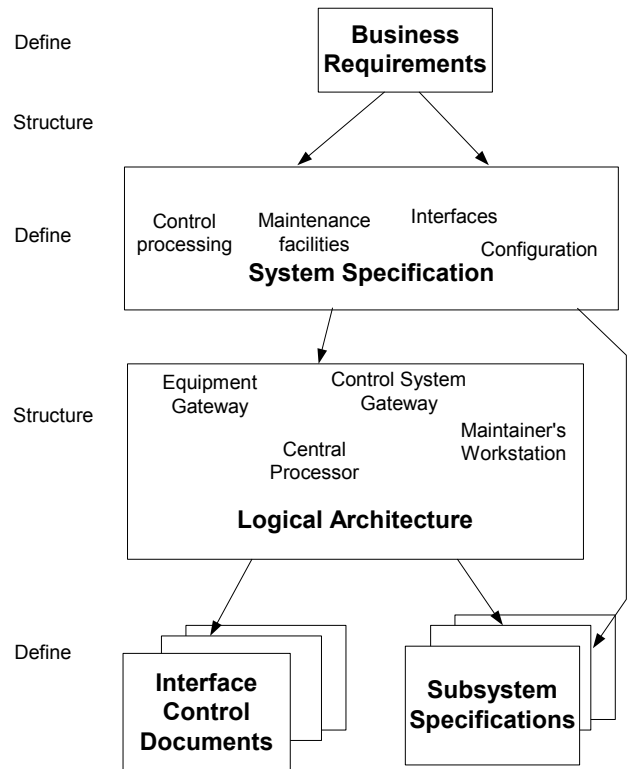 Define
Business
Requirements
Structure
Define
Control
processing
Maintenance
facilities
Interfaces
Configuration
System Specification
Structure
Equipment
Gateway
Control System
Gateway
Central
Processor
Maintainer's
Workstation
Logical Architecture
Define
Interface
Control
Documents
Subsystem
Specifications